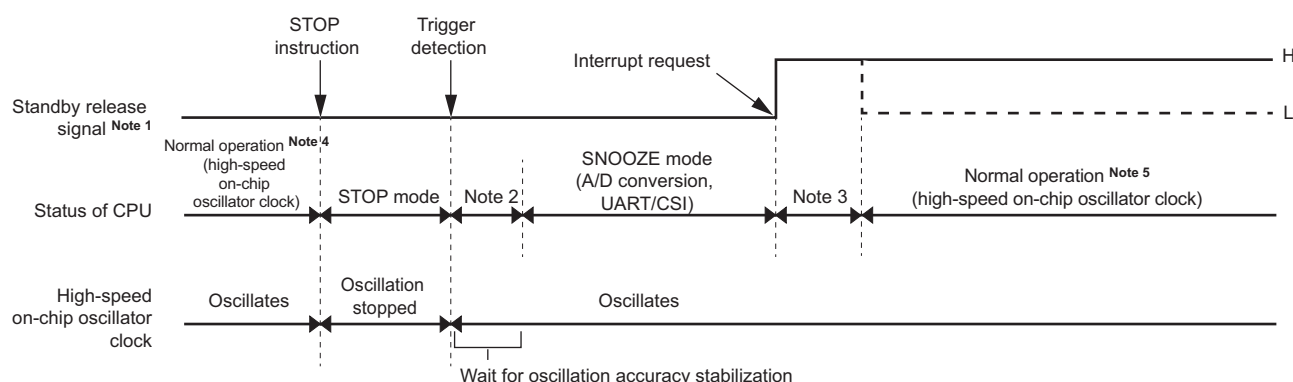 STOP
instruction
Trigger
detection
Interrupt request
H
Standby release
signal Note 1
L
Normal operation Note 4
(high-speed
on-chip
oscillator clock)
Status of CPU
STOP mode
Note 2
SNOOZE mode
(A/D conversion,
UART/CSI)
Note 3
Normal operation Note 5
(high-speed on-chip oscillator clock)
High-speed
on-chip oscillator
clock
Oscillates
Oscillation
stopped
Oscillates
Wait for oscillation accuracy stabilization